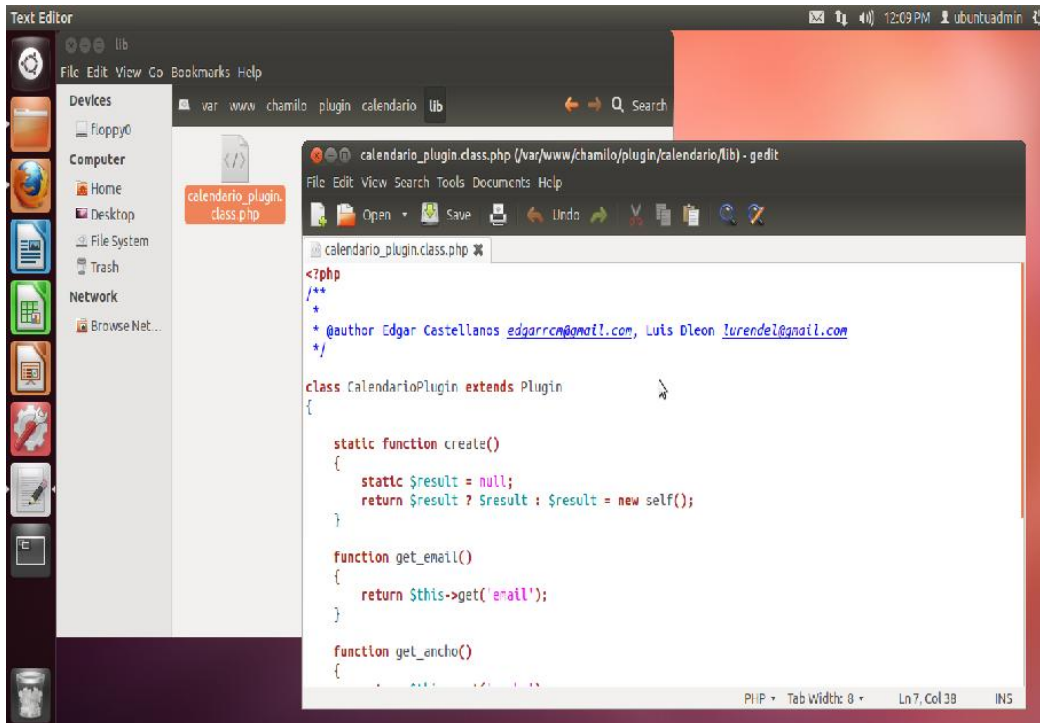 Text Editor
12:09 PM ubuntuadmin
lib
File Edit View Go Bookmarks Help
Devices
floppy0
Computer
Home
Desktop
File System
Trash
Network
Browse Net...
var www chamilo plugin calendario lib
Search
calendario_plugin.
class.php
calendario_plugin.class.php (/var/www/chamilo/plugin/calendario/lib) - gedit
File Edit View Search Tools Documents Help
Open Save Undo
calendario_plugin.class.php
<?php
/**
*
* @author Edgar Castellanos edgarrcm@gmail.com, Luis Dleon lurendel@gmail.com
*/
class CalendarioPlugin extends Plugin
{
static function create()
{
static $result = null;
return $result ? $result : $result = new self();
}
function get_email()
{
return $this->get('email');
}
function get_ancho()
{
PHP Tab Width: 8 Ln 7, Col 38 INS